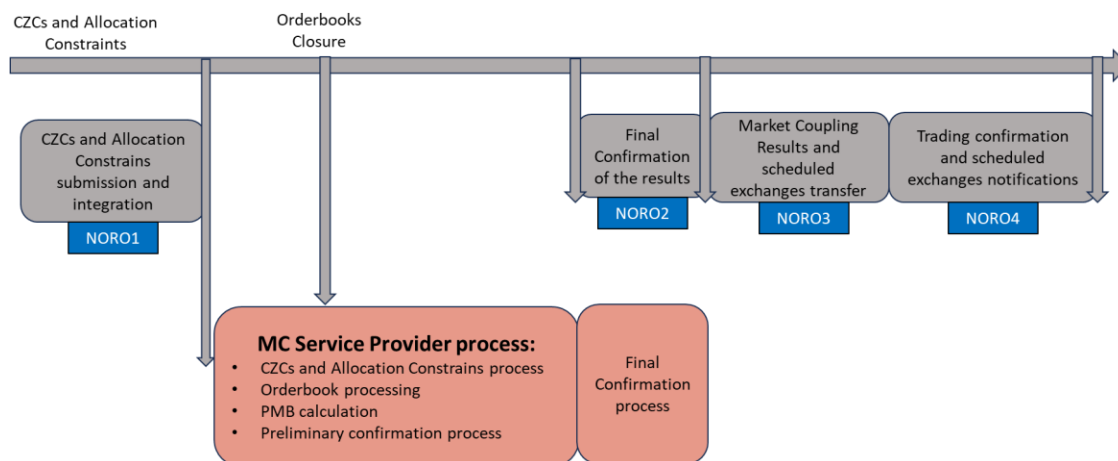 CZCs and Allocation
Constraints
Orderbooks
Closure
CZCs and Allocation
Constrains
submission and
integration
NORO1
Final
Confirmation
of the results
NORO2
Market Coupling
Results and
scheduled
exchanges transfer
NORO3
Trading confirmation
and scheduled
exchanges notifications
NORO4
MC Service Provider process:
• CZCs and Allocation Constrains process
• Orderbook processing
• PMB calculation
• Preliminary confirmation process
Final
Confirmation
process